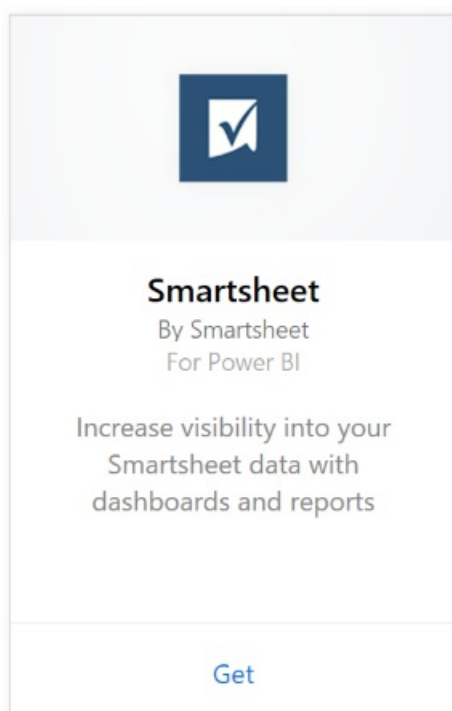 Smartsheet
By Smartsheet
For Power BI
Increase visibility into your
Smartsheet data with
dashboards and reports
Get